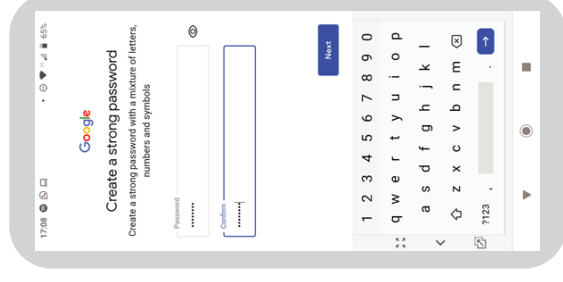 17:08 65%
Google
Create a strong password
Create a strong password with a mixture of letters,
numbers and symbols
Password
••••••••
Confirm
••••••••
Next
1 2 3 4 5 6 7 8 9 0
q w e r t y u i o p
a s d f g h j k l
z x c v b n m
?123 , .